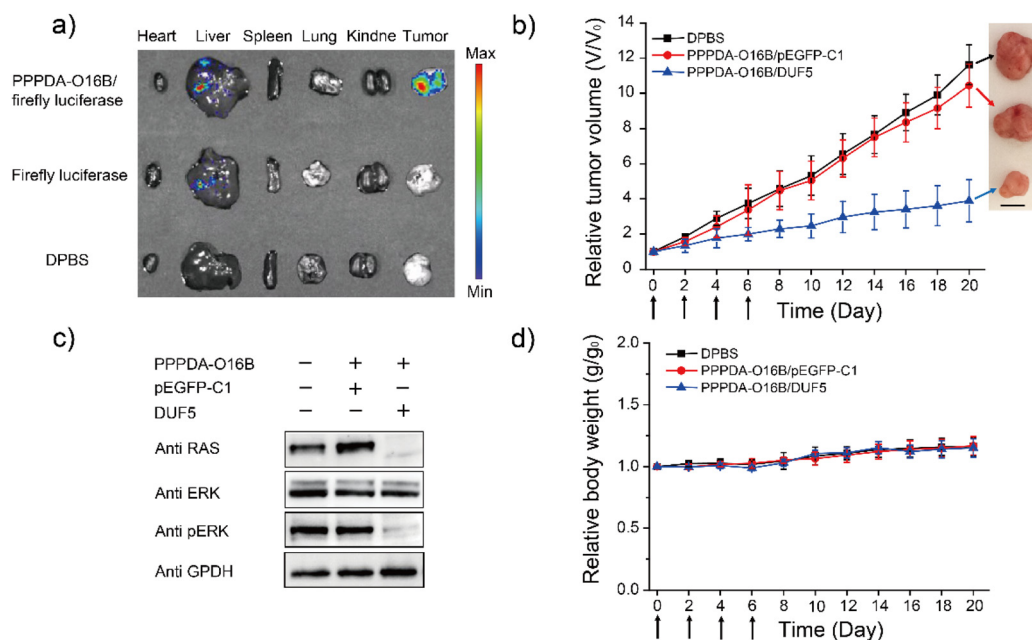 a)
Heart Liver Spleen Lung Kindne Tumor
PPPDA-O16B/
firefly luciferase
Firefly luciferase
DPBS
Max
Min
b)
Relative tumor volume (V/V₀)
14
12
10
8
6
4
2
0
DPBS
PPPDA-O16B/pEGFP-C1
PPPDA-O16B/DUF5
0 2 4 6 8 10 12 14 16 18 20
Time (Day)
c)
PPPDA-O16B − + +
pEGFP-C1 − + −
DUF5 − − +
Anti RAS
Anti ERK
Anti pERK
Anti GPDH
d)
Relative body weight (g/g₀)
2.0
1.5
1.0
0.5
0.0
DPBS
PPPDA-O16B/pEGFP-C1
PPPDA-O16B/DUF5
0 2 4 6 8 10 12 14 16 18 20
Time (Day)